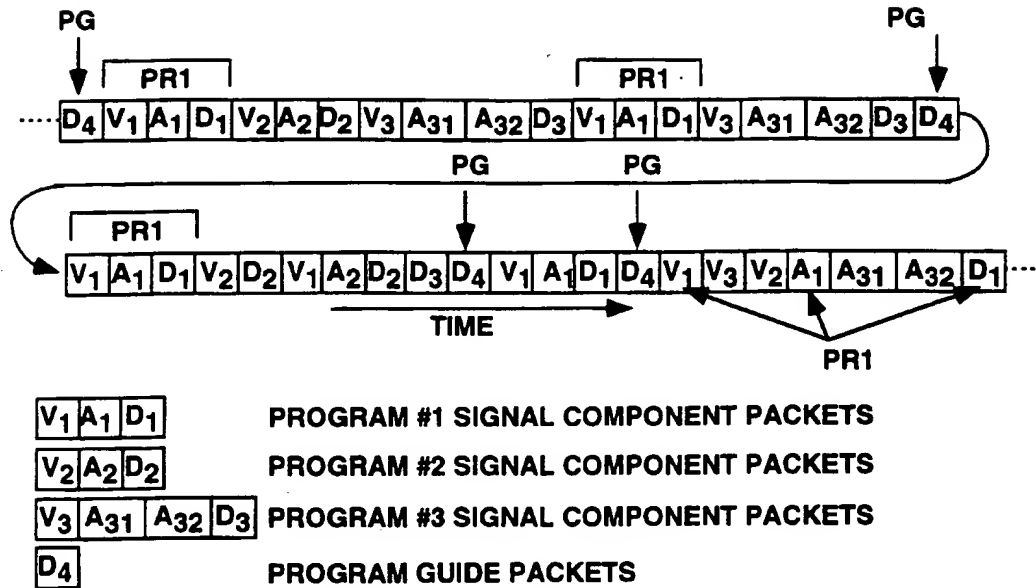 PG PG
PR1 PR1
D4 V1 A1 D1 V2 A2 D2 V3 A31 A32 D3 V1 A1 D1 V3 A31 A32 D3 D4
PG PG
PR1
V1 A1 D1 V2 D2 V1 A2 D2 D3 D4 V1 A1 D1 D4 V1 V3 V2 A1 A31 A32 D1
TIME
PR1
V1 A1 D1 PROGRAM #1 SIGNAL COMPONENT PACKETS
V2 A2 D2 PROGRAM #2 SIGNAL COMPONENT PACKETS
V3 A31 A32 D3 PROGRAM #3 SIGNAL COMPONENT PACKETS
D4 PROGRAM GUIDE PACKETS